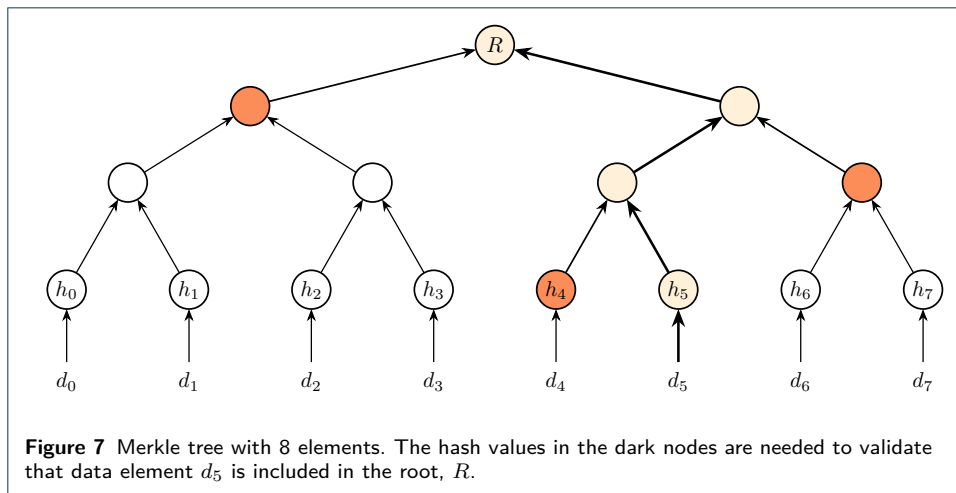 R
h₀ h₁ h₂ h₃ h₄ h₅ h₆ h₇
d₀ d₁ d₂ d₃ d₄ d₅ d₆ d₇
Figure 7 Merkle tree with 8 elements. The hash values in the dark nodes are needed to validate
that data element d₅ is included in the root, R.